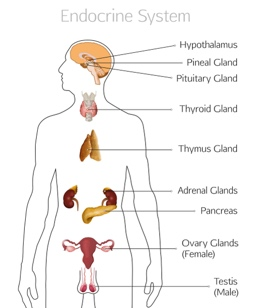 Endocrine System
Hypothalamus
Pineal Gland
Pituitary Gland
Thyroid Gland
Thymus Gland
Adrenal Glands
Pancreas
Ovary Glands
(Female)
Testis
(Male)